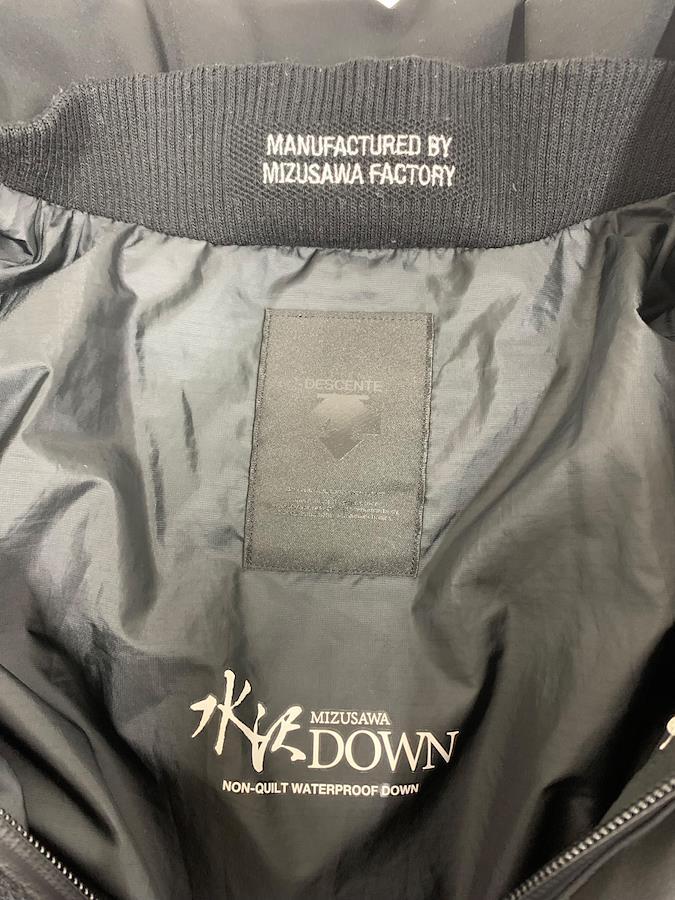 MANUFACTURED BY
MIZUSAWA FACTORY
DESCENTE
水沢 MIZUSAWA
DOWN
NON-QUILT WATERPROOF DOWN